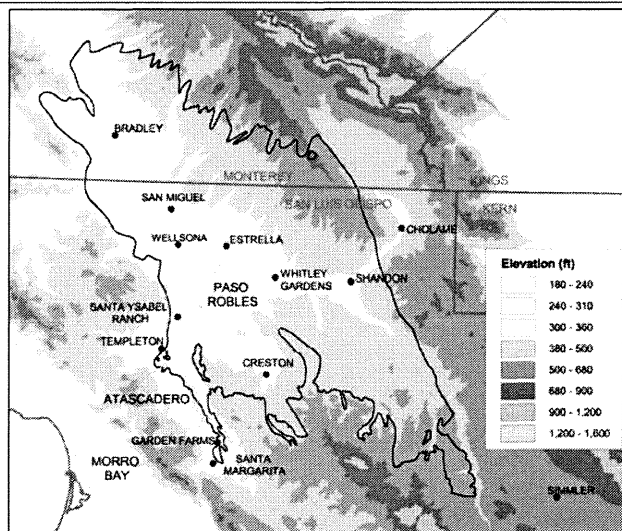 BRADLEY
MONTEREY
KINGS
SAN LUIS OBISPO
KERN
SAN MIGUEL
CHOLAME
WELLSONA
ESTRELLA
WHITLEY
GARDENS
SHANDON
PASO
ROBLES
SANTA YSABEL
RANCH
TEMPLETON
CRESTON
ATASCADERO
GARDEN FARMS
MORRO
BAY
SANTA
MARGARITA
SIMMLER
Elevation (ft)
180 - 240
240 - 310
300 - 360
380 - 500
500 - 680
680 - 900
900 - 1,200
1,200 - 1,600